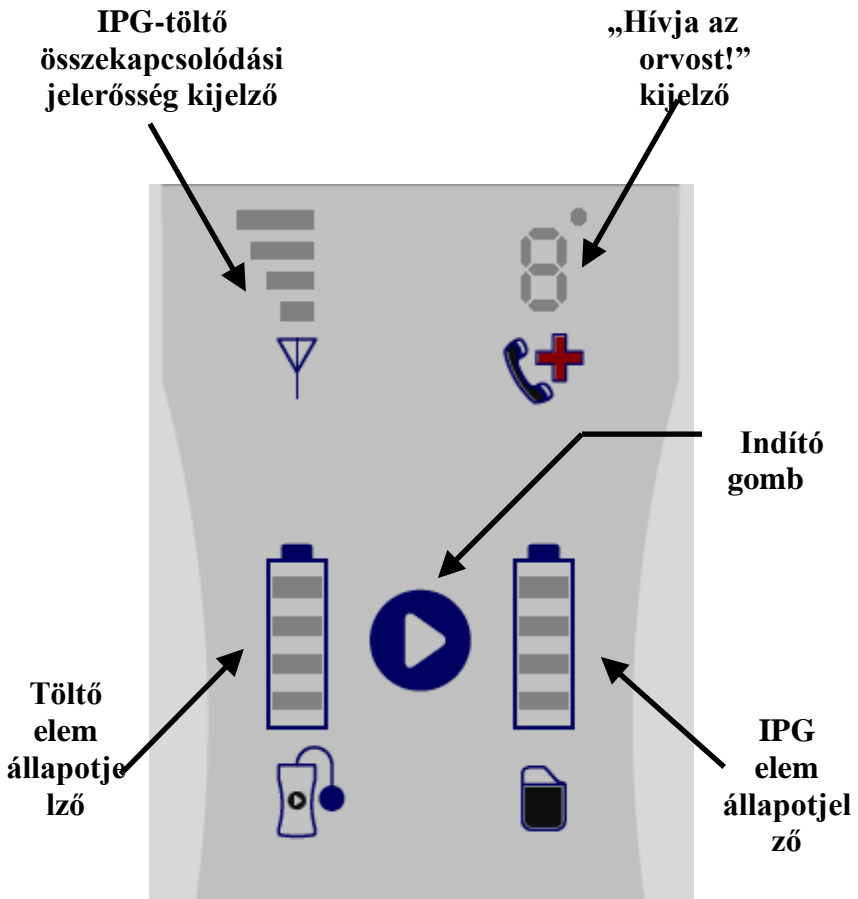 IPG-töltő
összekapcsolódási
jelerősség kijelző
„Hívja az
orvost!”
kijelző
Indító
gomb
Töltő
elem
állapotje
lző
IPG
elem
állapotjel
ző